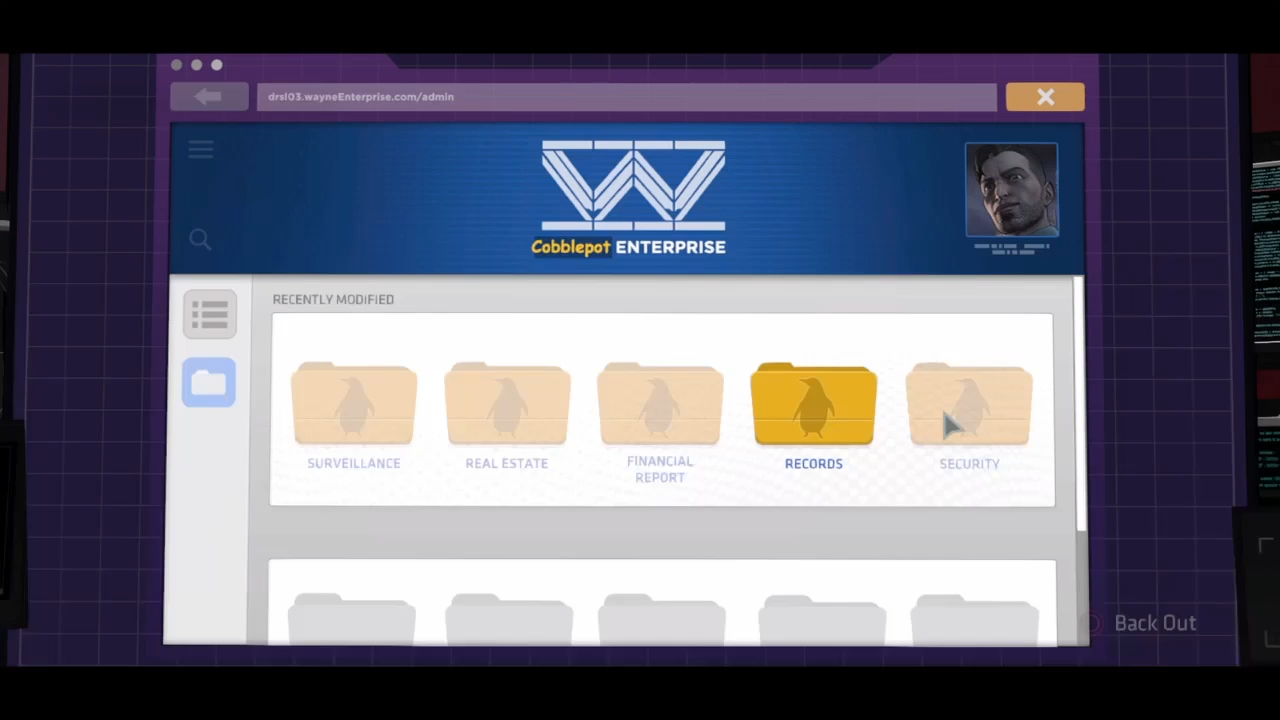 drsl03.wayneEnterprise.com/admin
Cobblepot ENTERPRISE
RECENTLY MODIFIED
SURVEILLANCE
REAL ESTATE
FINANCIAL
REPORT
RECORDS
SECURITY
Back Out